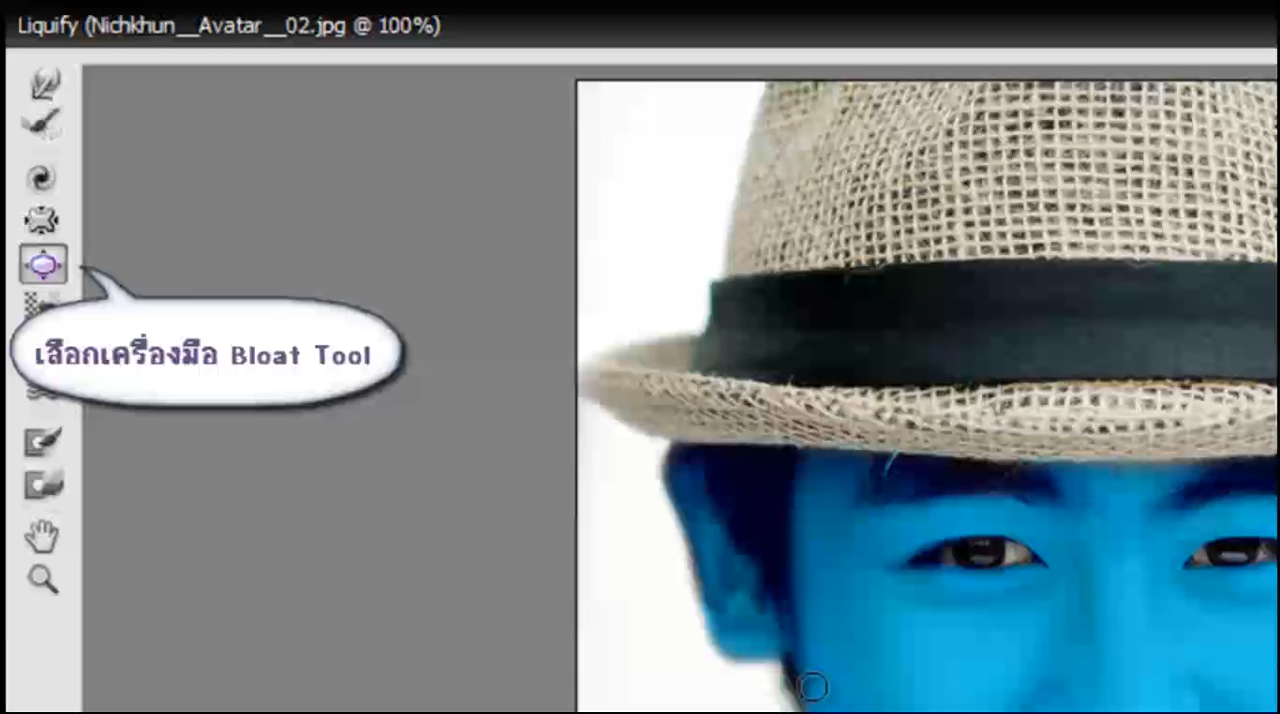 Liquify (Nichkhun__Avatar__02.jpg @ 100%)
เลือกเครื่องมือ Bloat Tool